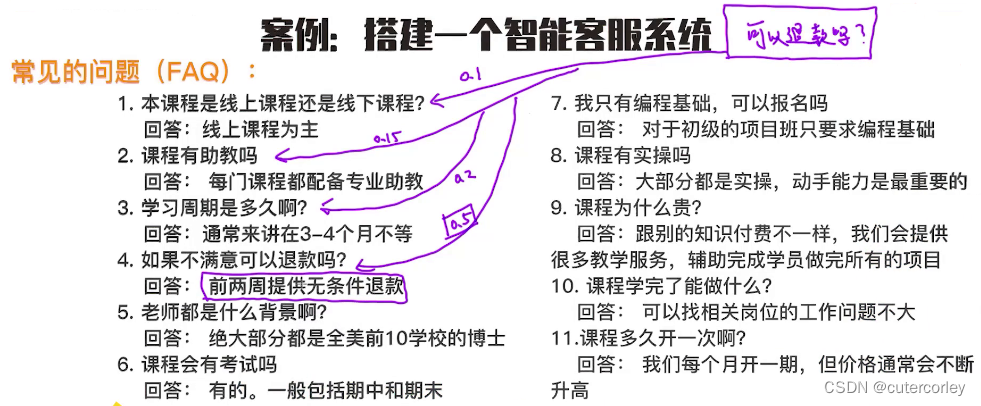 案例：搭建一个智能客服系统
可以退款吗？
常见的问题（FAQ）：
1. 本课程是线上课程还是线下课程？
回答：线上课程为主
2. 课程有助教吗
回答： 每门课程都配备专业助教
3. 学习周期是多久啊？
回答：通常来讲在3-4个月不等
4. 如果不满意可以退款吗？
回答： 前两周提供无条件退款
5. 老师都是什么背景啊？
回答： 绝大部分都是全美前10学校的博士
6. 课程会有考试吗
回答： 有的。一般包括期中和期末
0.1
0.15
0.2
0.5
7. 我只有编程基础，可以报名吗
回答： 对于初级的项目班只要求编程基础
8. 课程有实操吗
回答：大部分都是实操，动手能力是最重要的
9. 课程为什么贵？
回答：跟别的知识付费不一样，我们会提供
很多教学服务，辅助完成学员做完所有的项目
10. 课程学完了能做什么？
回答： 可以找相关岗位的工作问题不大
11.课程多久开一次啊？
回答： 我们每个月开一期，但价格通常会不断
升高
CSDN @cutercorley